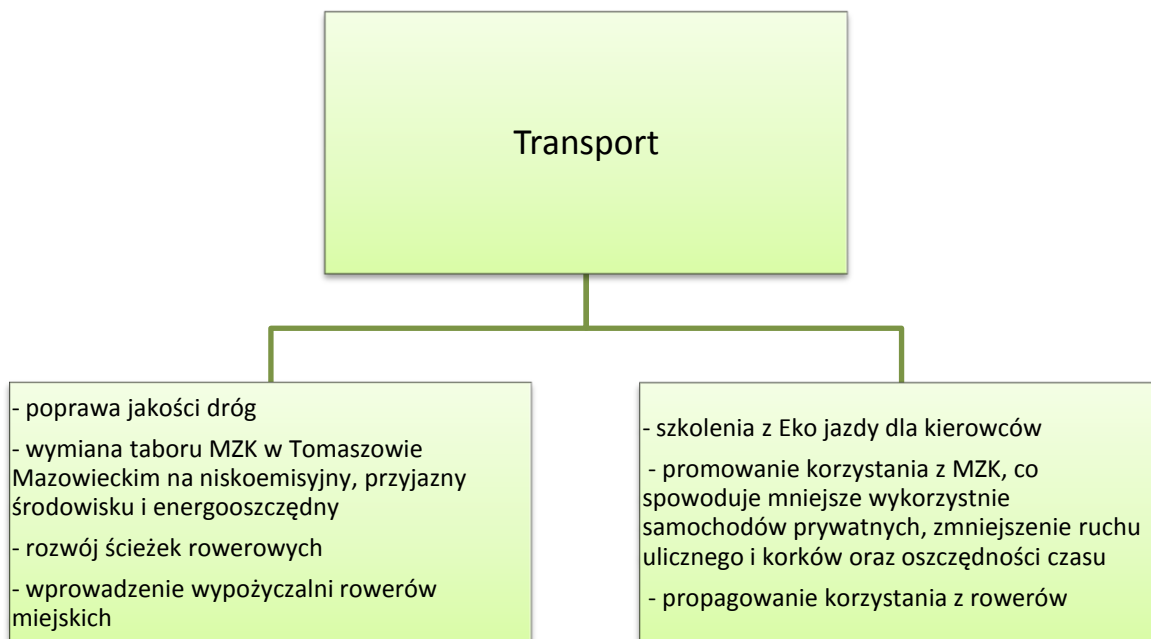 Transport
- poprawa jakości dróg
- wymiana taboru MZK w Tomaszowie
Mazowieckim na niskoemisyjny, przyjazny
środowisku i energooszczędny
- rozwój ścieżek rowerowych
- wprowadzenie wypożyczalni rowerów
miejskich
- szkolenia z Eko jazdy dla kierowców
- promowanie korzystania z MZK, co
spowoduje mniejsze wykorzystnie
samochodów prywatnych, zmniejszenie ruchu
ulicznego i korków oraz oszczędności czasu
- propagowanie korzystania z rowerów